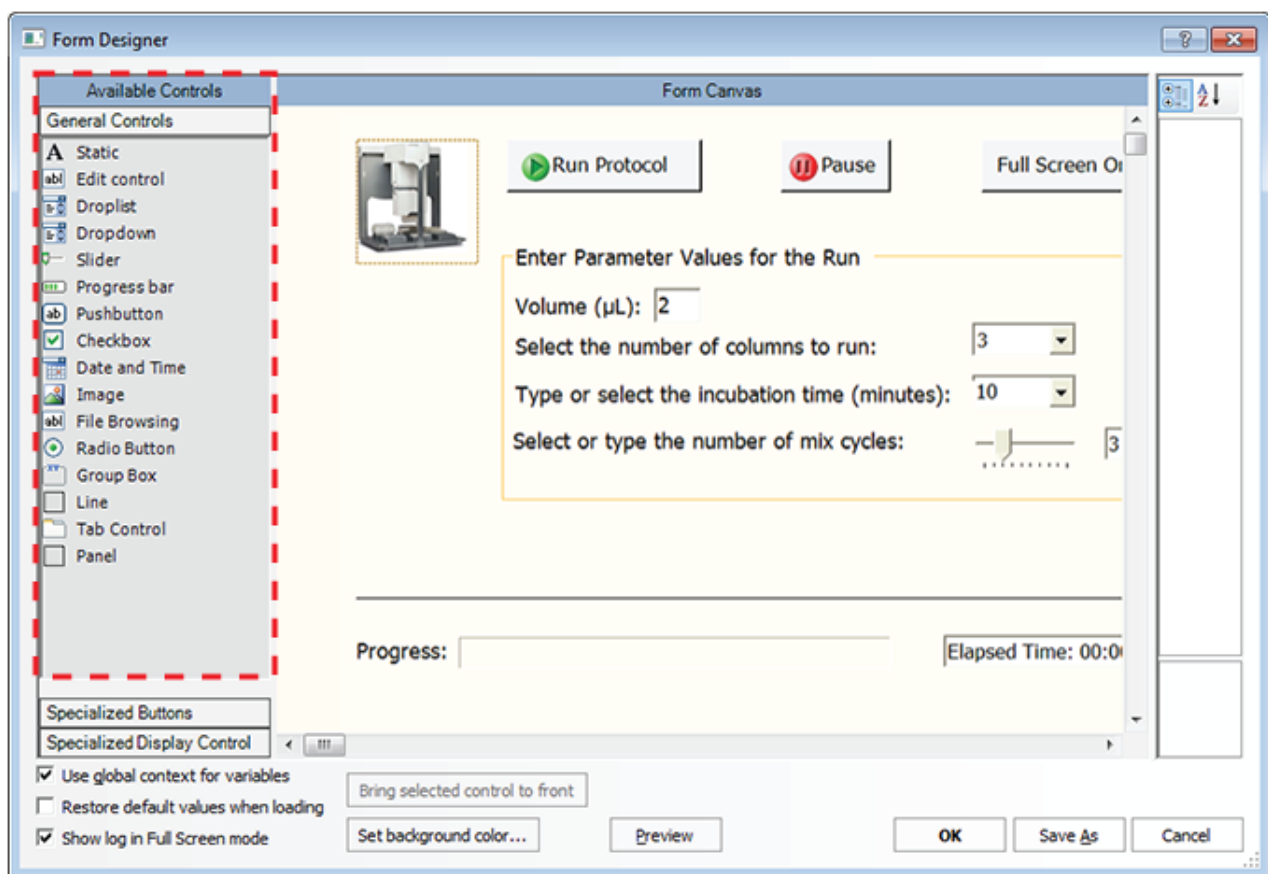 Form Designer
Available Controls
Form Canvas
General Controls
A Static
Edit control
Droplist
Dropdown
Slider
Progress bar
Pushbutton
Checkbox
Date and Time
Image
File Browsing
Radio Button
Group Box
Line
Tab Control
Panel
Specialized Buttons
Specialized Display Control
Run Protocol
Pause
Full Screen On
Enter Parameter Values for the Run
Volume (µL): 2
Select the number of columns to run: 3
Type or select the incubation time (minutes): 10
Select or type the number of mix cycles: 3
Progress:
Elapsed Time: 00:00
Use global context for variables
Restore default values when loading
Show log in Full Screen mode
Bring selected control to front
Set background color...
Preview
OK
Save As
Cancel